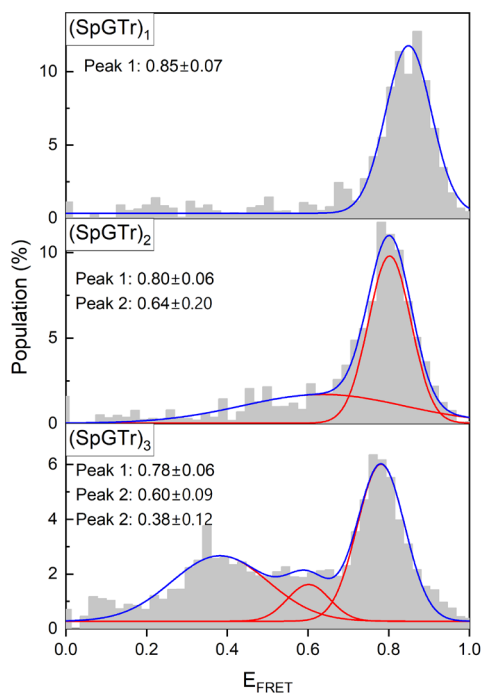 (SpGTr)1
Peak 1: 0.85±0.07
10
5
0
(SpGTr)2
Peak 1: 0.80±0.06
Peak 2: 0.64±0.20
10
5
0
Population (%)
(SpGTr)3
Peak 1: 0.78±0.06
Peak 2: 0.60±0.09
Peak 2: 0.38±0.12
6
4
2
0
0.0 0.2 0.4 0.6 0.8 1.0
EFRET